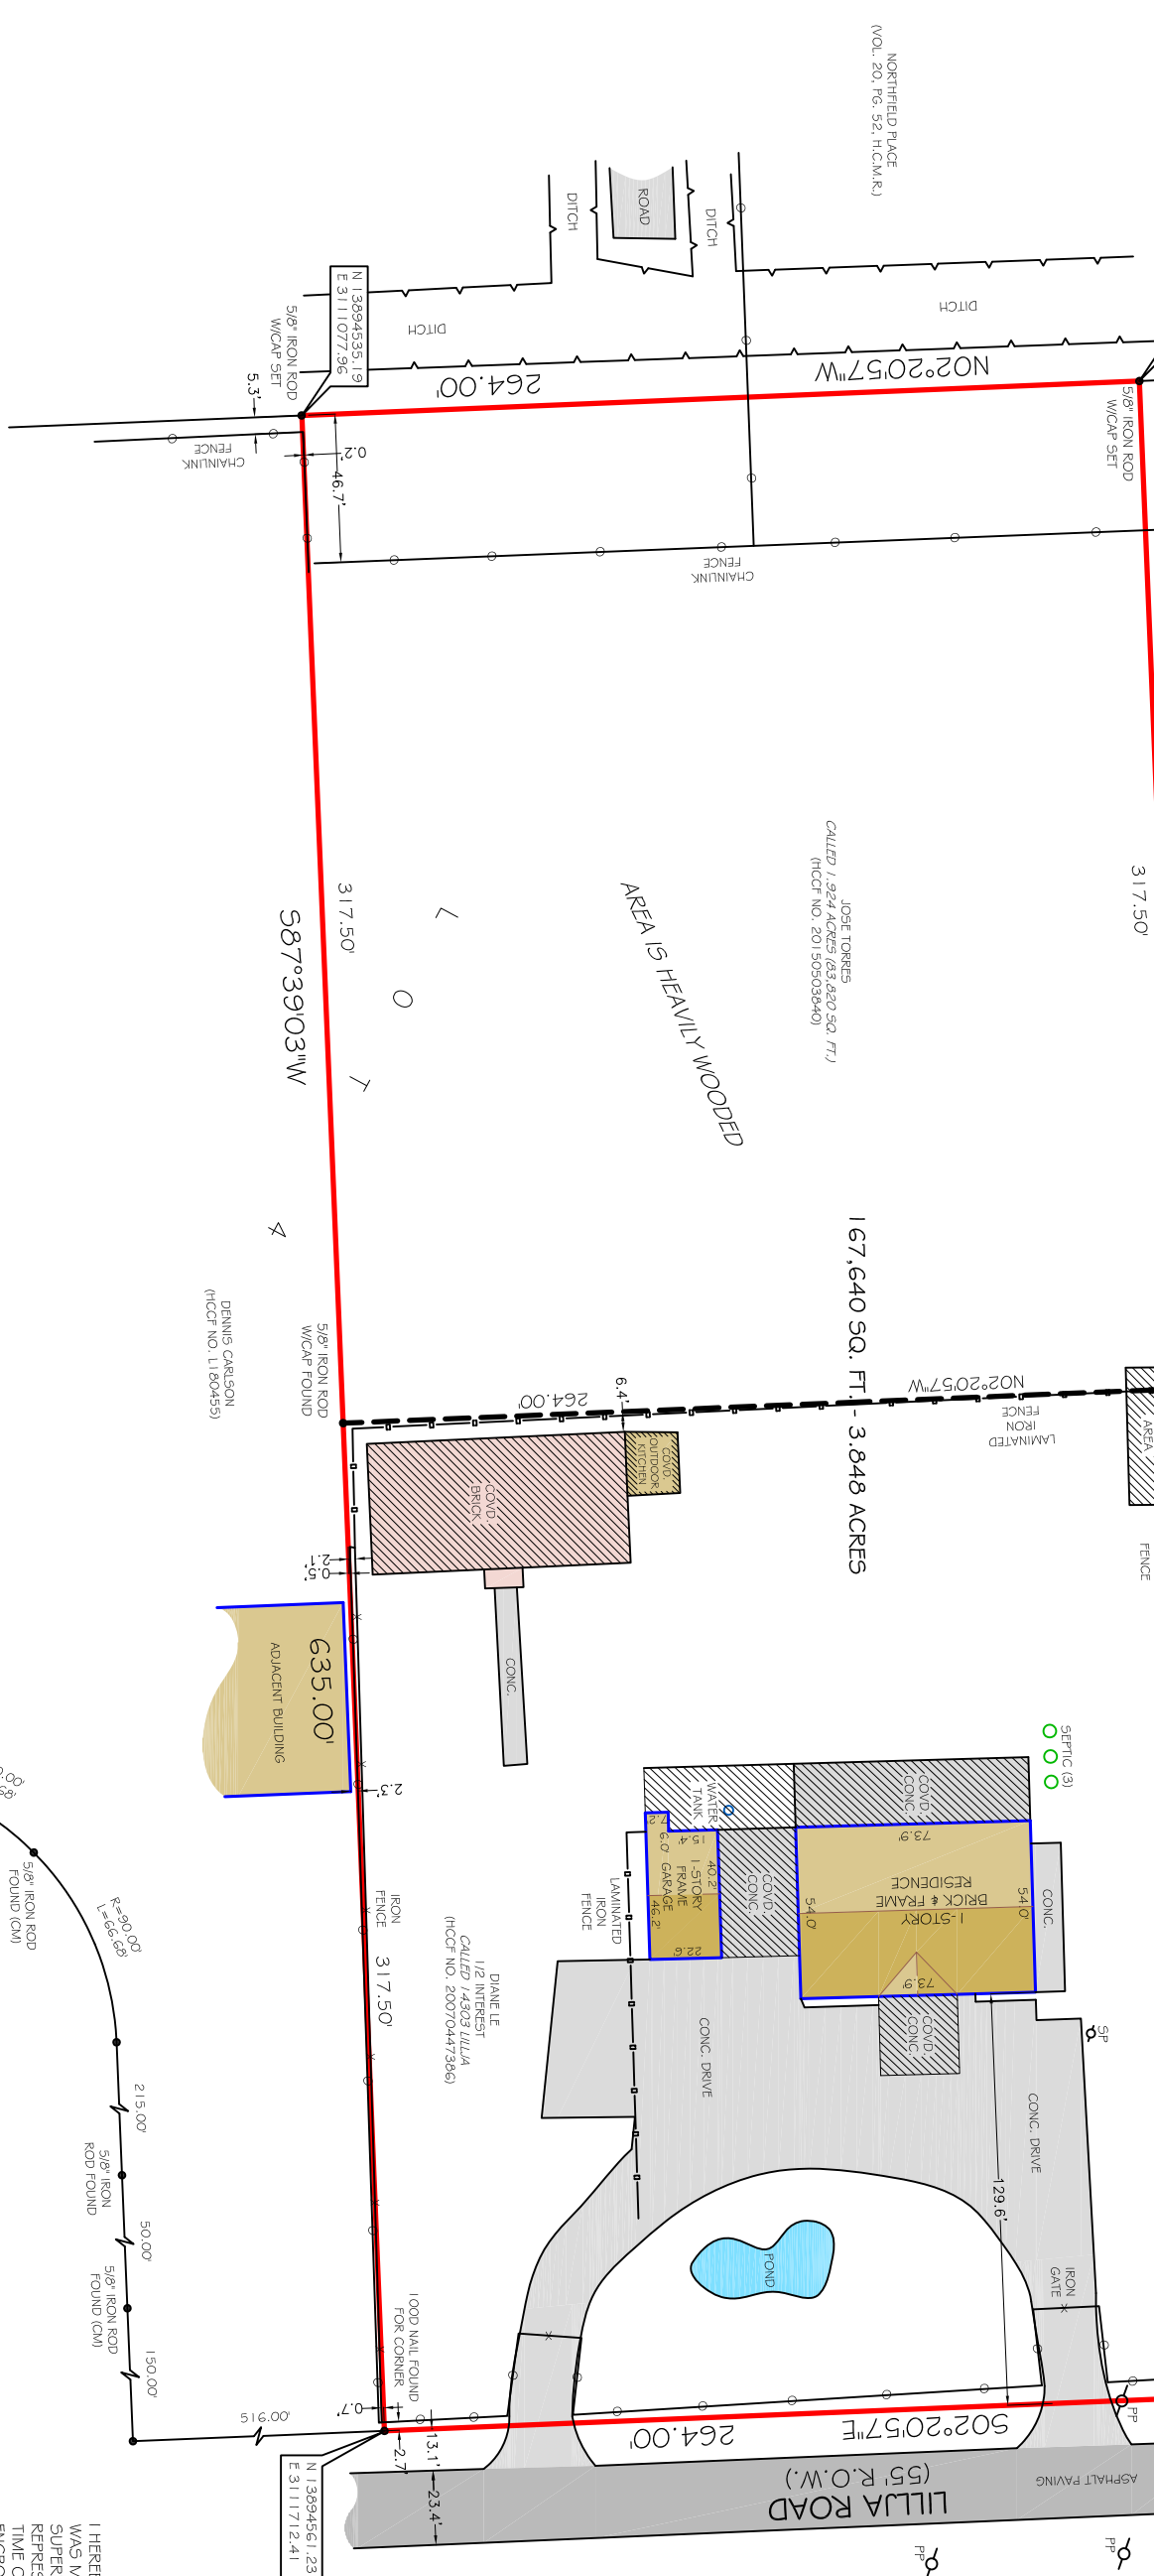 NORTHFIELD PLACE
(VOL. 20, PG. 52, H.C.M.R.)
DITCH
ROAD
DITCH
DITCH
DITCH
N 13894535.19
E 3111077.96
5/8" IRON ROD
W/CAP SET
5.3'
264.00'
N02°20'57"W
5/8" IRON ROD
W/CAP SET
CHAINLINK
FENCE
0.2'
46.7'
CHAINLINK
FENCE
317.50'
JOSE TORRES
CALLED 1.924 ACRES (83,820 SQ. FT.)
(HCCF NO. 20150503840)
AREA IS HEAVILY WOODED
317.50'
S87°39'03"W
L
O
T
4
167,640 SQ. FT. - 3.848 ACRES
DENNIS CARLSON
(HCCF NO. L180455)
5/8" IRON ROD
W/CAP FOUND
264.00'
6.4'
N02°20'57"W
LAMINATED
IRON
FENCE
AREA
FENCE
COVD.
OUTDOOR
KITCHEN
COVD.
BRICK
2.1'
0.5'
CONC.
635.00'
ADJACENT BUILDING
2.3'
SEPTIC (3)
COVD.
CONC.
WATER
TANK
73.9'
1-STORY
BRICK & FRAME
RESIDENCE
54.0'
54.0'
73.9'
CONC.
COVD.
CONC.
7.2'
6.0'
15.4'
40.2'
1-STORY
FRAME
GARAGE
46.2'
22.6'
LAMINATED
IRON
FENCE
IRON
FENCE
317.50'
DIANE LE
1/2 INTEREST
CALLED 14303 LILLJA
(HCCF NO. 20070447386)
COVD.
CONC.
CONC. DRIVE
CONC. DRIVE
SP
129.6'
POND
IRON
GATE
5/8" IRON ROD
FOUND (CM)
R=90.00'
L=66.68'
215.00'
5/8" IRON
ROD FOUND
50.00'
5/8" IRON ROD
FOUND (CM)
150.00'
916.00'
100D NAIL FOUND
FOR CORNER
0.7'
13.1'
2.7'
23.4'
264.00'
S02°20'57"E
PP
N 13894561.23
E 3111712.41
LILLJA ROAD
(55' R.O.W.)
ASPHALT PAVING
PP
PP
I HERE
WAS M
SUPER
REPRES
TIME O